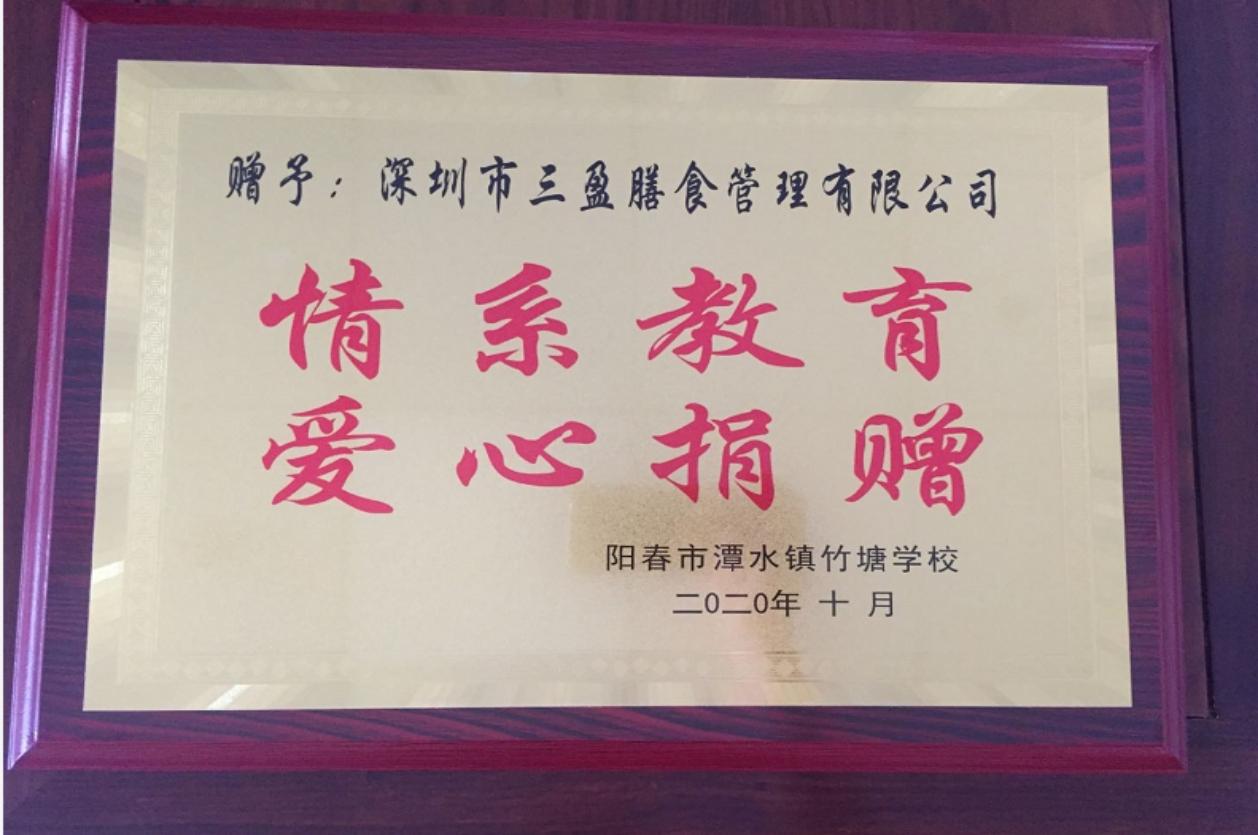 赠予：深圳市三盈膳食管理有限公司
情系教育
爱心捐赠
阳春市潭水镇竹塘学校
二0二0年 十 月